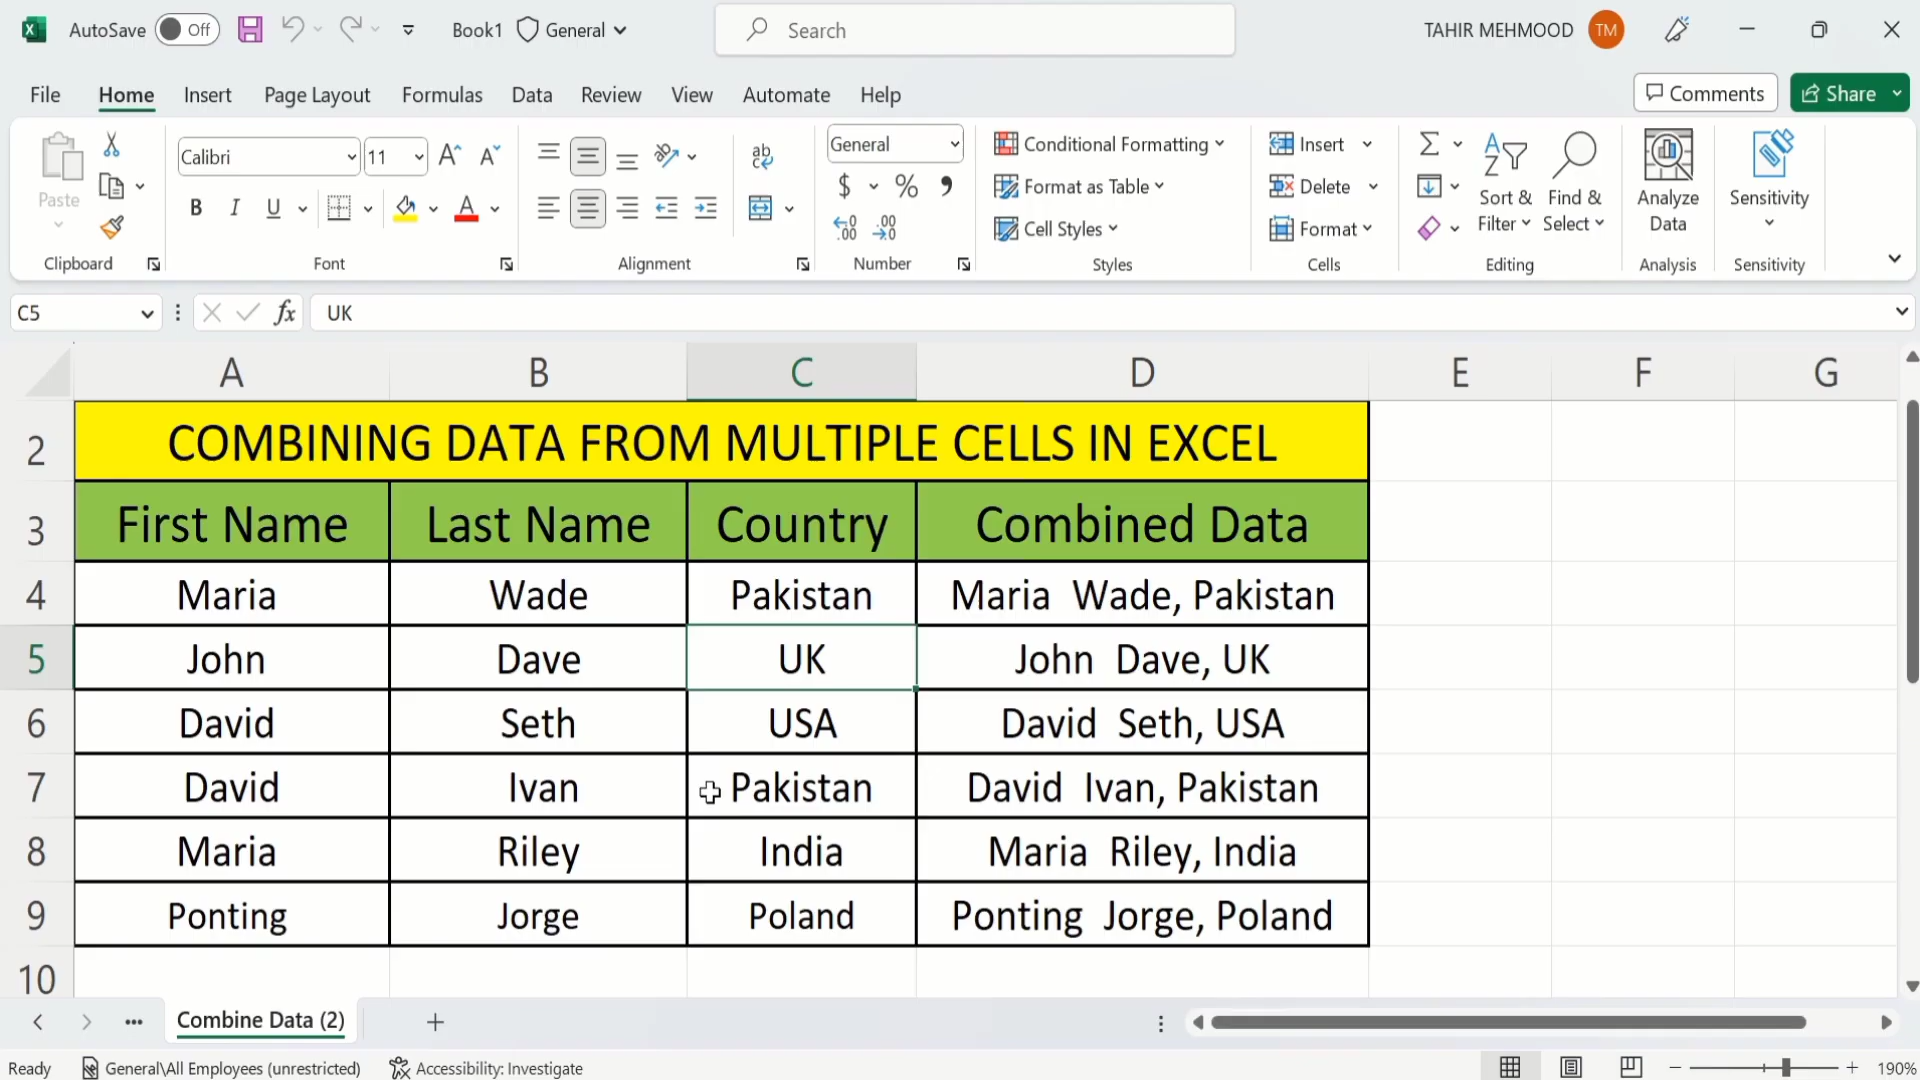 AutoSave Off Book1 General Search TAHIR MEHMOOD TM
File Home Insert Page Layout Formulas Data Review View Automate Help Comments Share
Calibri 11 General Conditional Formatting Insert
Paste Format as Table Delete Sort & Filter Find & Select Analyze Data Sensitivity
B I U A $ % Cell Styles Format
Clipboard Font Alignment Number Styles Cells Editing Analysis Sensitivity
C5 fx UK
A B C D E F G
2 COMBINING DATA FROM MULTIPLE CELLS IN EXCEL
3 First Name Last Name Country Combined Data
4 Maria Wade Pakistan Maria  Wade, Pakistan
5 John Dave UK John  Dave, UK
6 David Seth USA David  Seth, USA
7 David Ivan Pakistan David  Ivan, Pakistan
8 Maria Riley India Maria  Riley, India
9 Ponting Jorge Poland Ponting  Jorge, Poland
10
Combine Data (2)
Ready General\All Employees (unrestricted) Accessibility: Investigate 190%